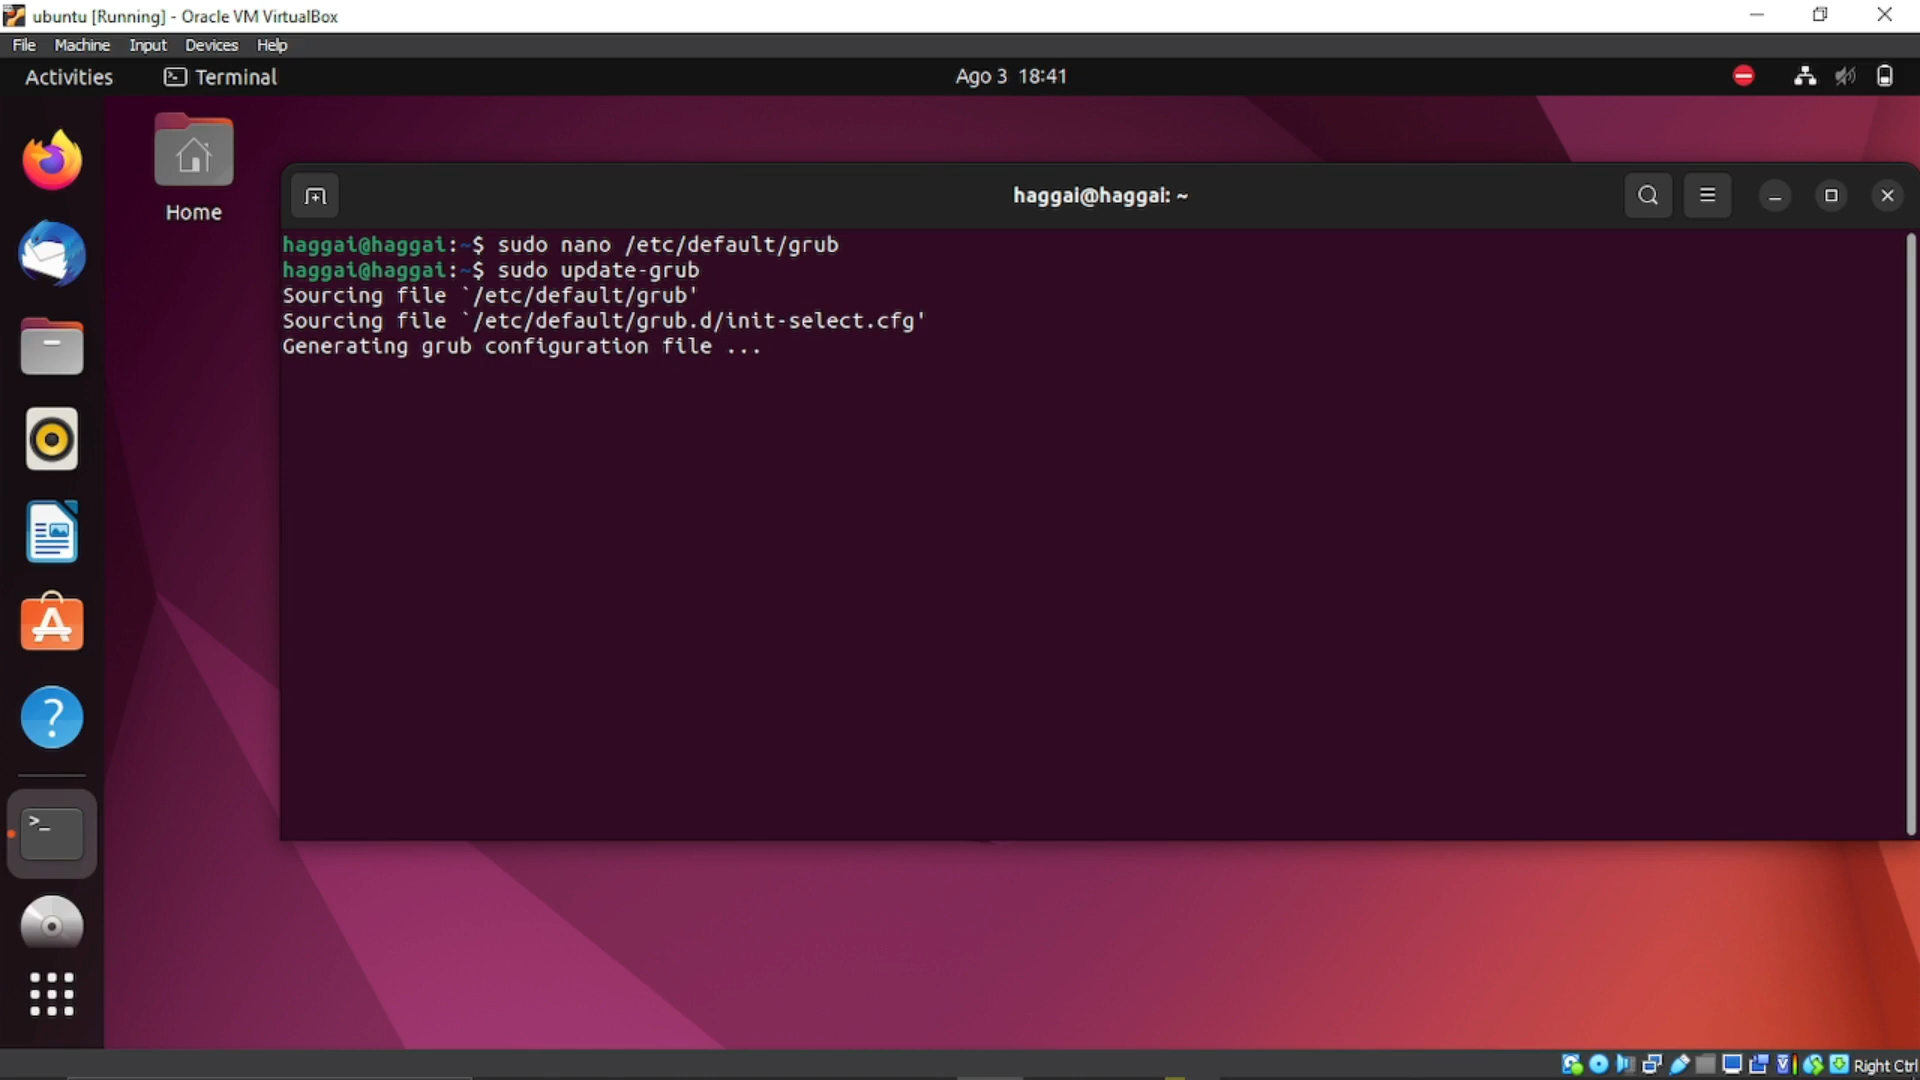 ubuntu [Running] - Oracle VM VirtualBox
File Machine Input Devices Help
Activities Terminal Ago 3 18:41
Home
haggai@haggai: ~
haggai@haggai:~$ sudo nano /etc/default/grub
haggai@haggai:~$ sudo update-grub
Sourcing file `/etc/default/grub'
Sourcing file `/etc/default/grub.d/init-select.cfg'
Generating grub configuration file ...
Right Ctrl